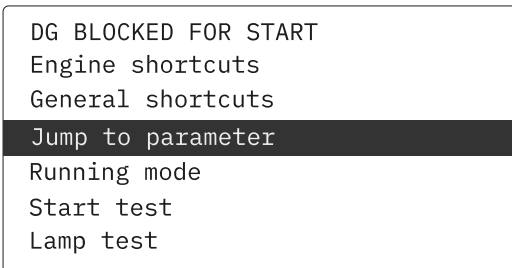 DG BLOCKED FOR START
Engine shortcuts
General shortcuts
Jump to parameter
Running mode
Start test
Lamp test